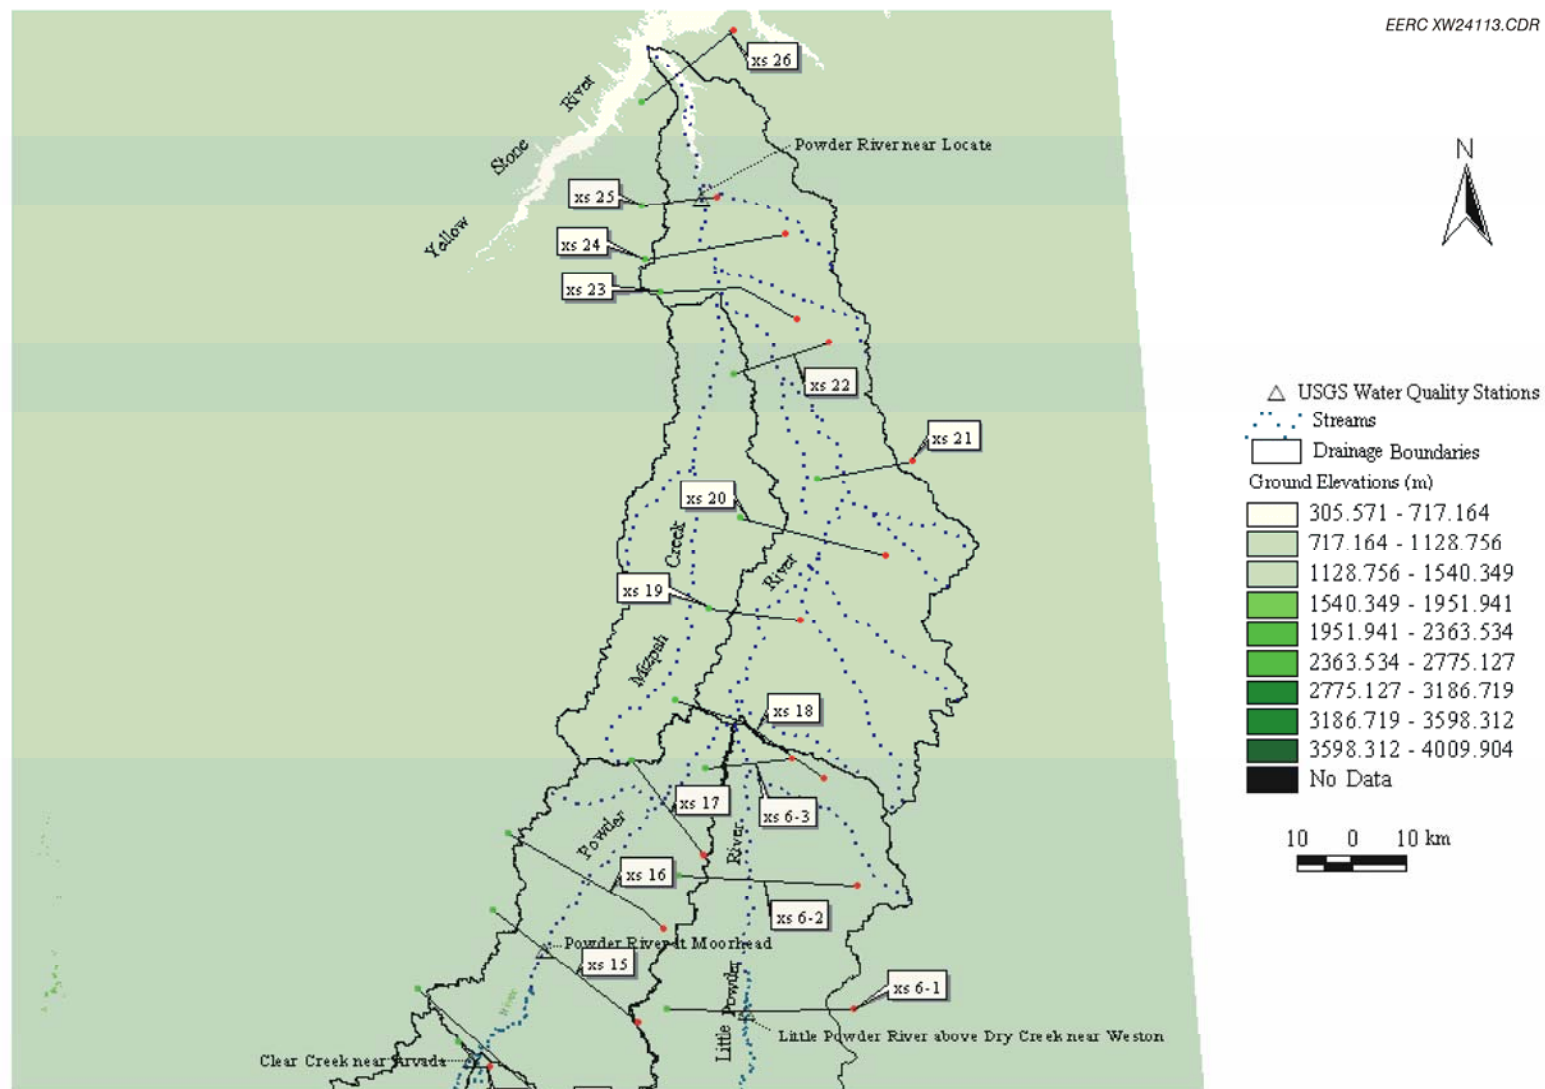 EERC XW24113.CDR
xs 26
River
Stone
Yellow
Powder River near Locate
N
xs 25
xs 24
xs 23
xs 22
xs 21
xs 20
Creek
River
xs 19
Mizpah
xs 18
xs 17
xs 6-3
Powder
River
xs 16
xs 6-2
Powder River at Moorhead
xs 15
River
Little Powder
xs 6-1
Little Powder River above Dry Creek near Weston
Clear Creek near Arvada
USGS Water Quality Stations
Streams
Drainage Boundaries
Ground Elevations (m)
305.571 - 717.164
717.164 - 1128.756
1128.756 - 1540.349
1540.349 - 1951.941
1951.941 - 2363.534
2363.534 - 2775.127
2775.127 - 3186.719
3186.719 - 3598.312
3598.312 - 4009.904
No Data
10 0 10 km